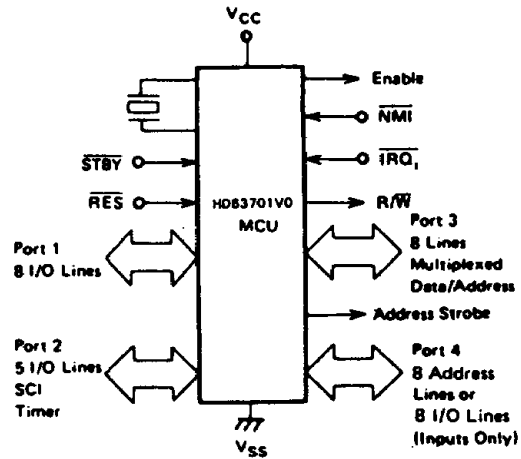 VCC
Enable
NMI
STBY
IRQ1
RES
HD63701V0
MCU
R/W
Port 1
8 I/O Lines
Port 3
8 Lines
Multiplexed
Data/Address
Address Strobe
Port 2
5 I/O Lines
SCI
Timer
Port 4
8 Address
Lines or
8 I/O Lines
(Inputs Only)
VSS